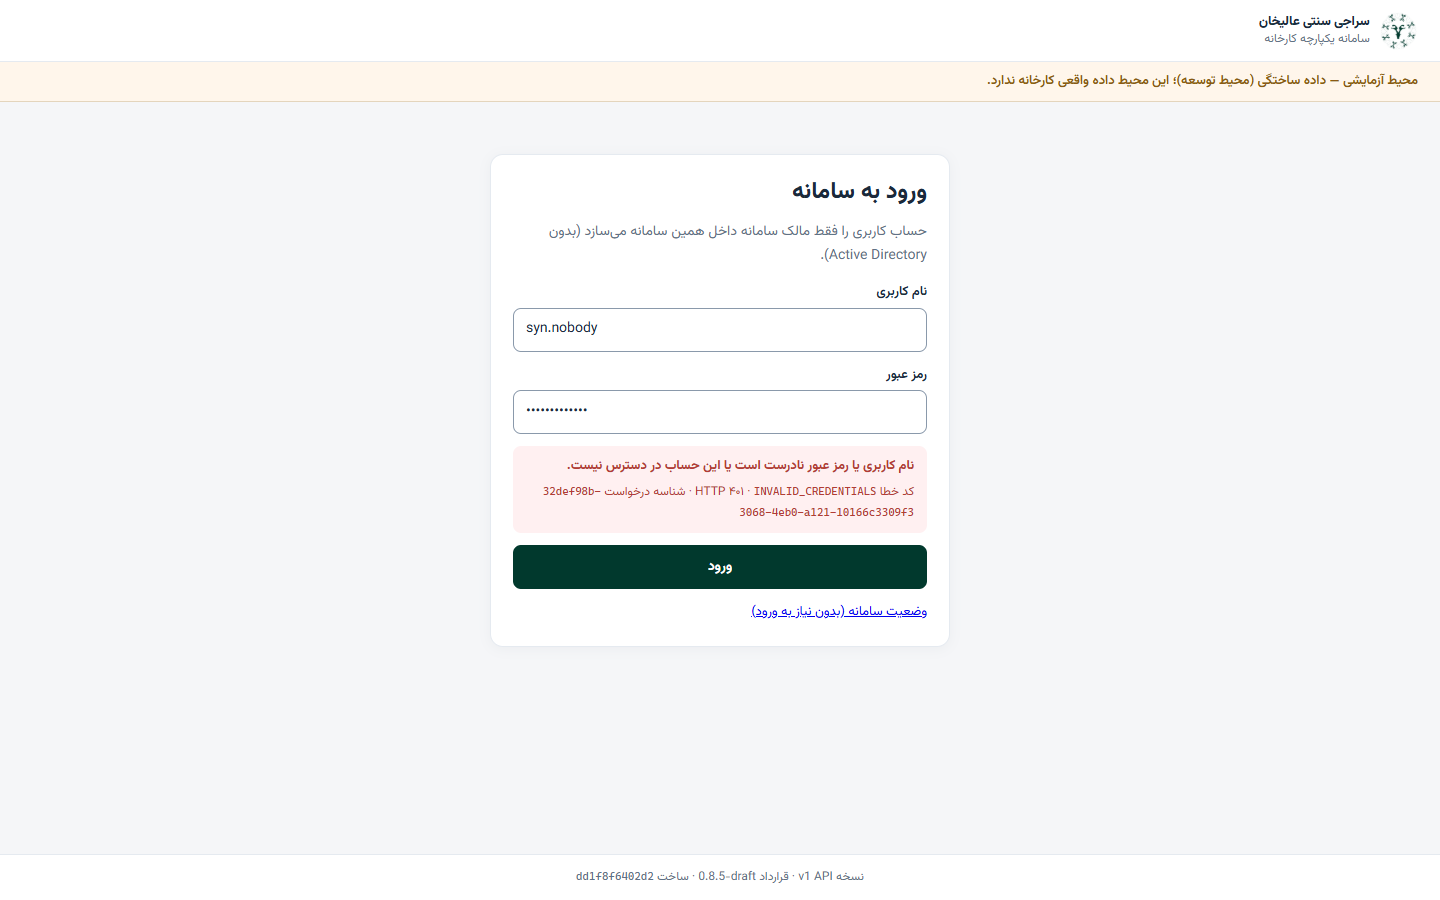 سراجی سنتی عالیخان
سامانه یکپارچه کارخانه
محیط آزمایشی — داده ساختگی (محیط توسعه)؛ این محیط داده واقعی کارخانه ندارد.
ورود به سامانه
حساب کاربری را فقط مالک سامانه داخل همین سامانه می‌سازد (بدون
Active Directory).
نام کاربری
syn.nobody
رمز عبور
•••••••••••••
نام کاربری یا رمز عبور نادرست است یا این حساب در دسترس نیست.
کد خطا INVALID_CREDENTIALS · HTTP ۴۰۱ · شناسه درخواست 32def98b-
3068-4eb0-a121-10166c3309f3
ورود
وضعیت سامانه (بدون نیاز به ورود)
نسخه v1 API · قرارداد 0.8.5-draft · ساخت dd1f8f6402d2